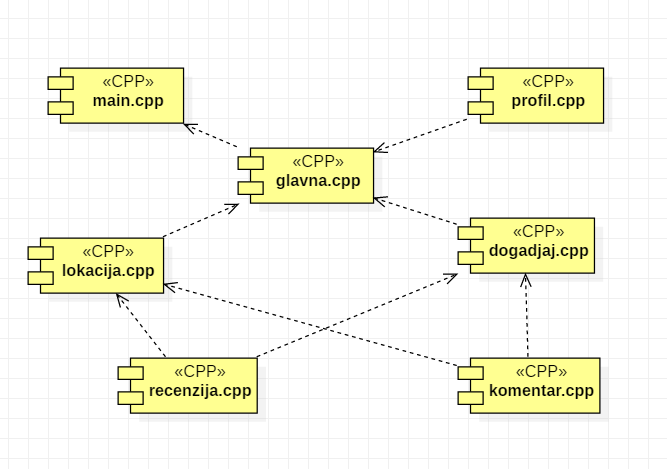 «CPP»
main.cpp
«CPP»
profil.cpp
«CPP»
glavna.cpp
«CPP»
lokacija.cpp
«CPP»
dogadjaj.cpp
«CPP»
recenzija.cpp
«CPP»
komentar.cpp